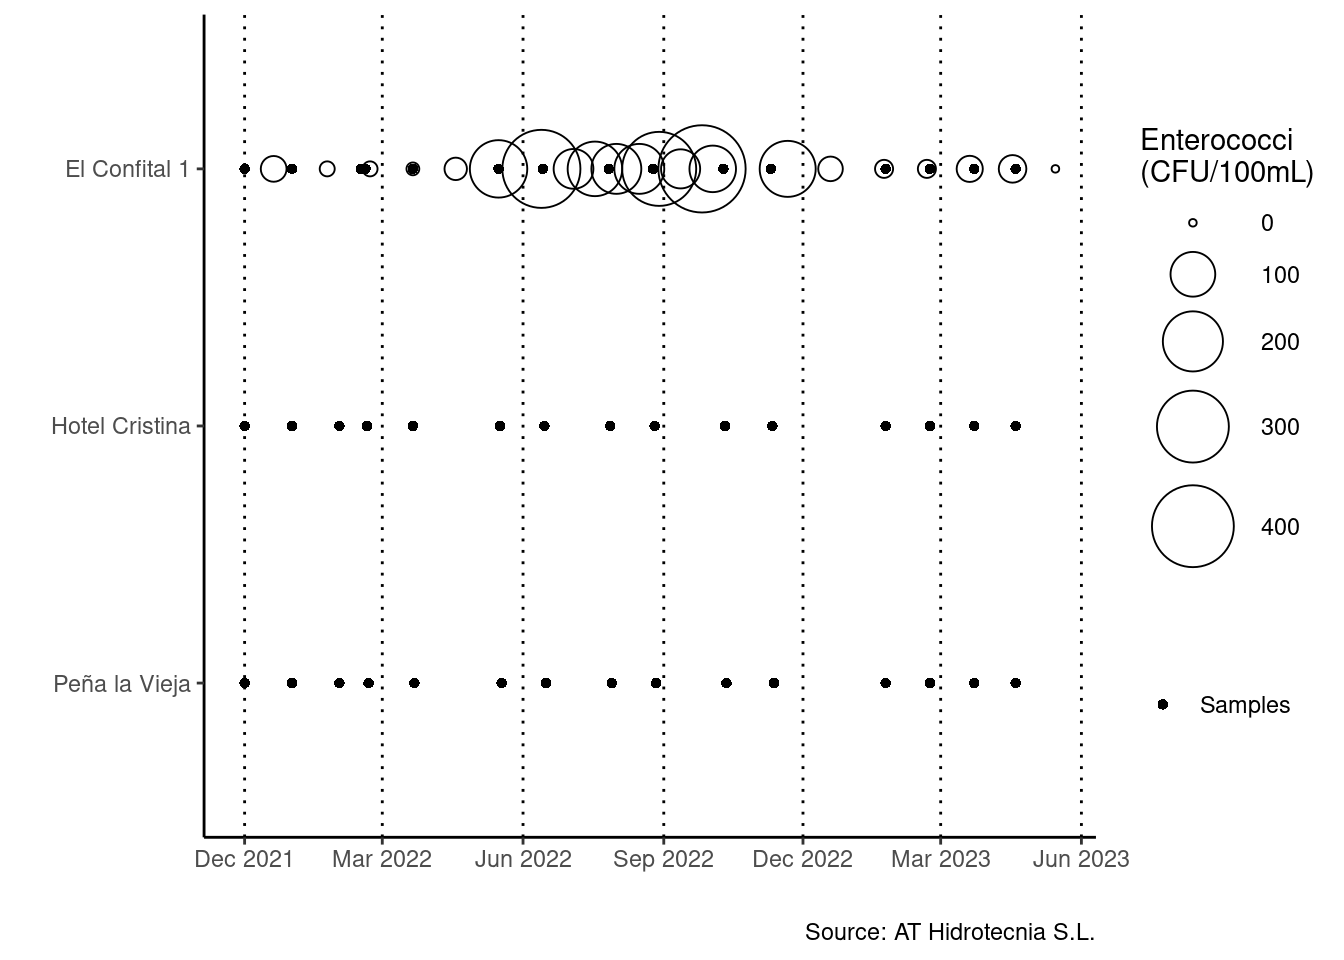 El Confital 1
Hotel Cristina
Peña la Vieja
Dec 2021
Mar 2022
Jun 2022
Sep 2022
Dec 2022
Mar 2023
Jun 2023
Enterococci
(CFU/100mL)
0
100
200
300
400
Samples
Source: AT Hidrotecnia S.L.